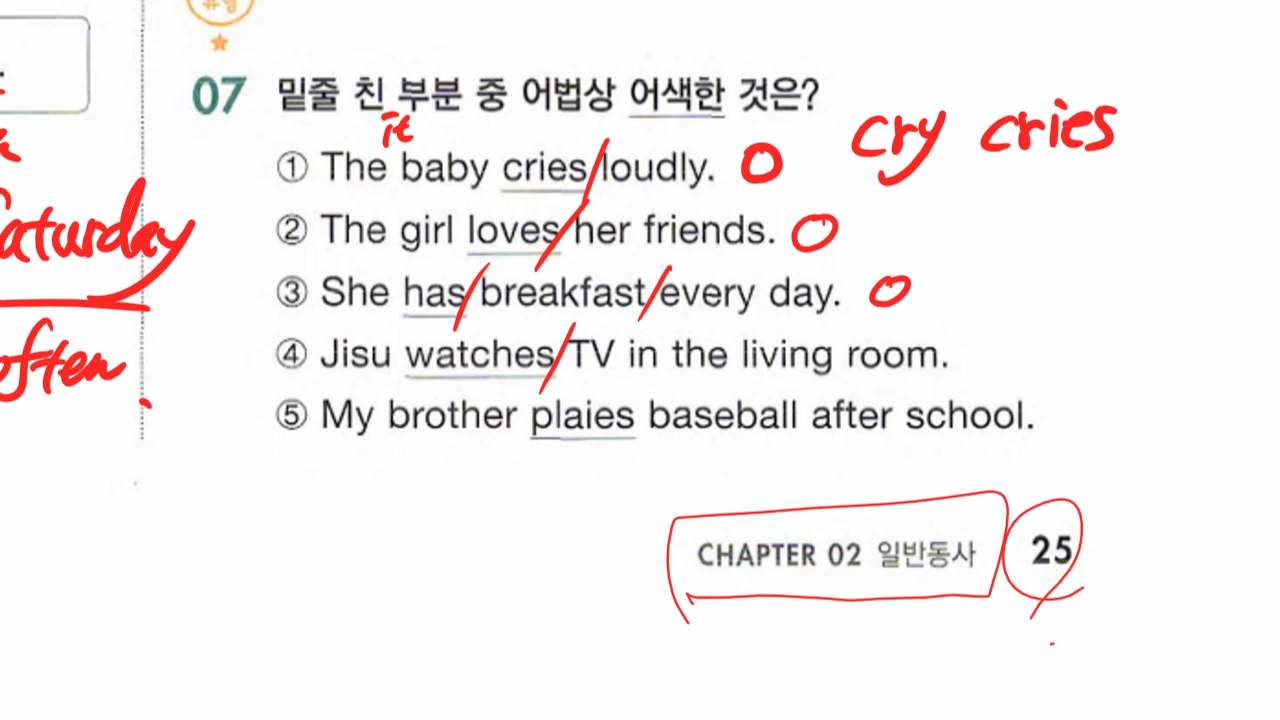 유형
07 밑줄 친 부분 중 어법상 어색한 것은?
it
cry cries
① The baby cries loudly.
② The girl loves her friends.
③ She has breakfast every day.
④ Jisu watches TV in the living room.
⑤ My brother plaies baseball after school.
Saturday
often
CHAPTER 02 일반동사 25